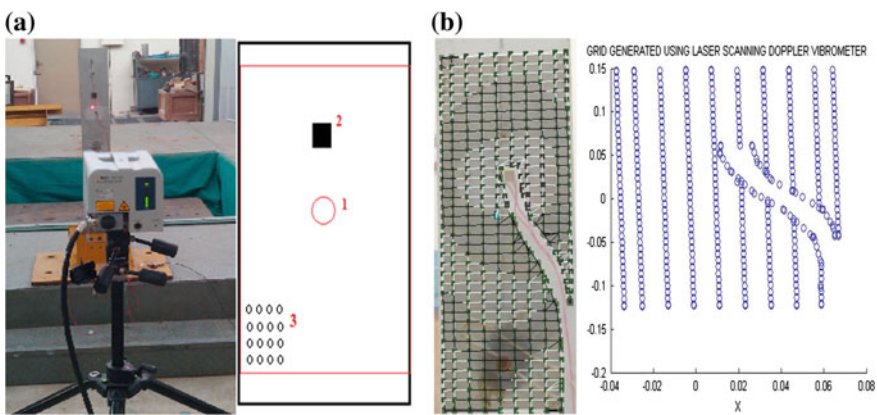 (a)
2
1
3
(b)
GRID GENERATED USING LASER SCANNING DOPPLER VIBROMETER
0.15
0.1
0.05
0
-0.05
-0.1
-0.15
-0.2
-0.04 -0.02 0 0.02 0.04 0.06 0.08
X